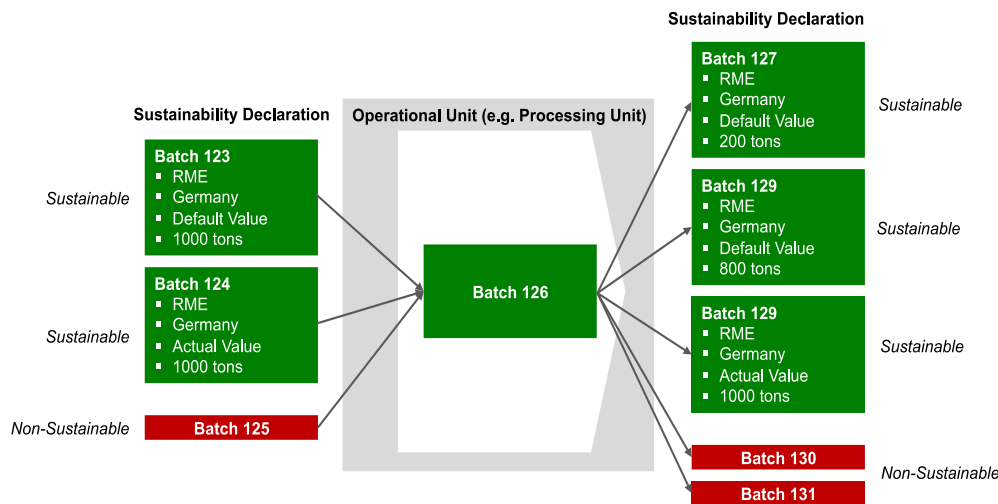 Sustainability Declaration
Sustainable
Batch 123
RME
Germany
Default Value
1000 tons
Sustainable
Batch 124
RME
Germany
Actual Value
1000 tons
Non-Sustainable
Batch 125
Operational Unit (e.g. Processing Unit)
Batch 126
Sustainability Declaration
Batch 127
RME
Germany
Default Value
200 tons
Sustainable
Batch 129
RME
Germany
Default Value
800 tons
Sustainable
Batch 129
RME
Germany
Actual Value
1000 tons
Sustainable
Batch 130
Batch 131
Non-Sustainable